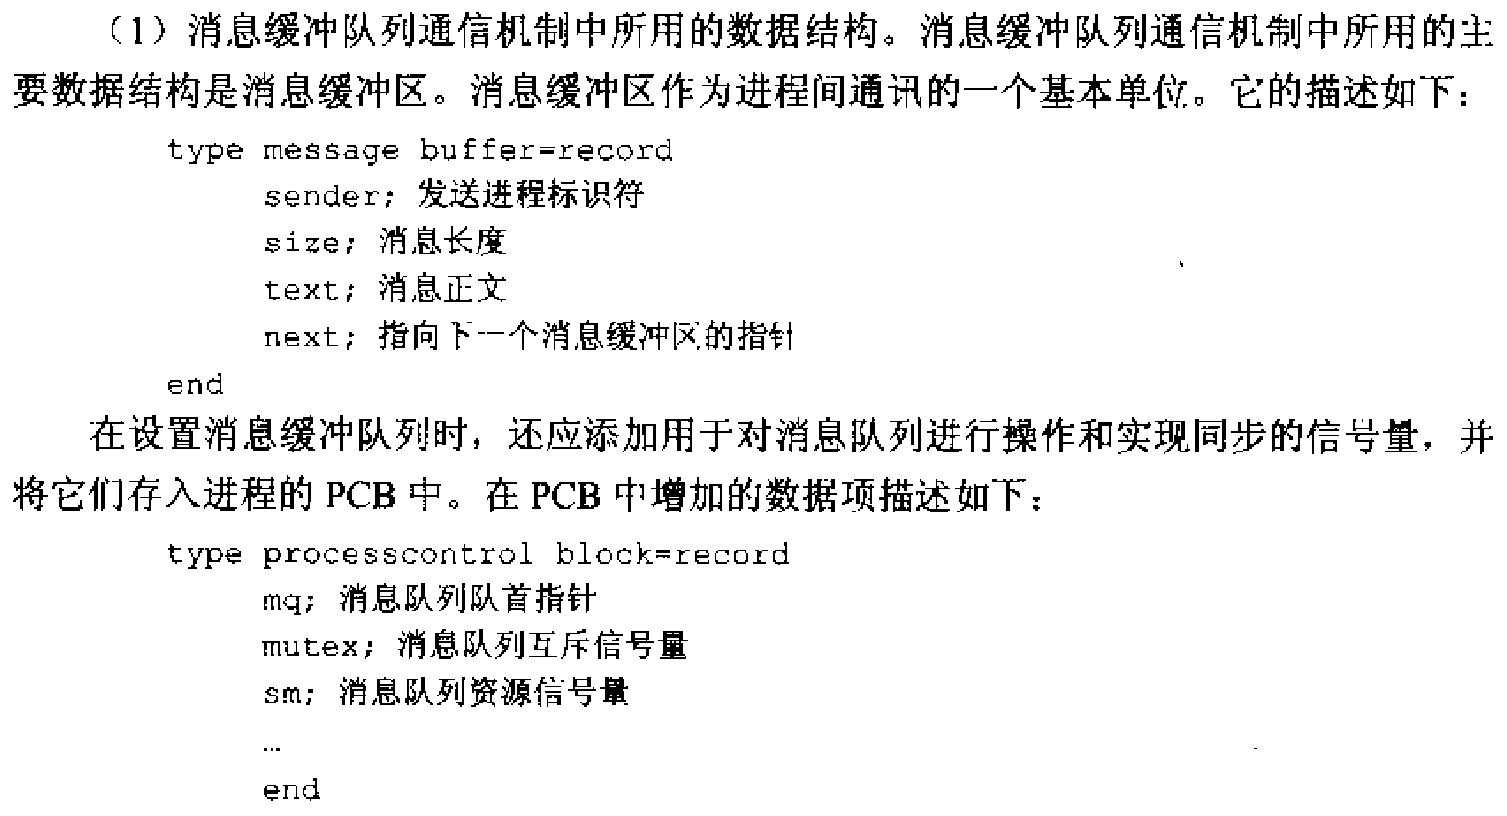 （1）消息缓冲队列通信机制中所用的数据结构。消息缓冲队列通信机制中所用的主
要数据结构是消息缓冲区。消息缓冲区作为进程间通讯的一个基本单位。它的描述如下：
type message buffer=record
sender; 发送进程标识符
size; 消息长度
text; 消息正文
next; 指向下一个消息缓冲区的指针
end
在设置消息缓冲队列时，还应添加用于对消息队列进行操作和实现同步的信号量，并
将它们存入进程的 PCB 中。在 PCB 中增加的数据项描述如下：
type processcontrol block=record
mq; 消息队列队首指针
mutex; 消息队列互斥信号量
sm; 消息队列资源信号量
…
end